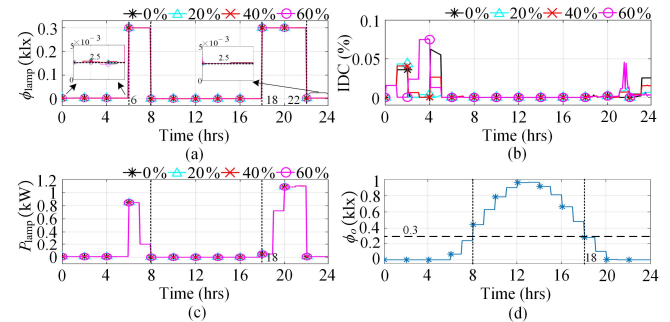 0% 20% 40% 60%
0.3
0.2
0.1
0
ϕlamp (klx)
5 ×10⁻³
2.5
0
5 ×10⁻³
2.5
0
6 18 22
0 4 8 12 16 20 24
Time (hrs)
(a)
0% 20% 40% 60%
0.10
0.05
0
IDC (%)
0 4 8 12 16 20 24
Time (hrs)
(b)
0% 20% 40% 60%
1.2
1
0.8
0.6
0.4
0.2
0
Plamp (kW)
18
0 4 8 12 16 20 24
Time (hrs)
(c)
1
0.8
0.6
0.4
0.2
0
ϕo (klx)
0.3
18
0 4 8 12 16 20 24
Time (hrs)
(d)